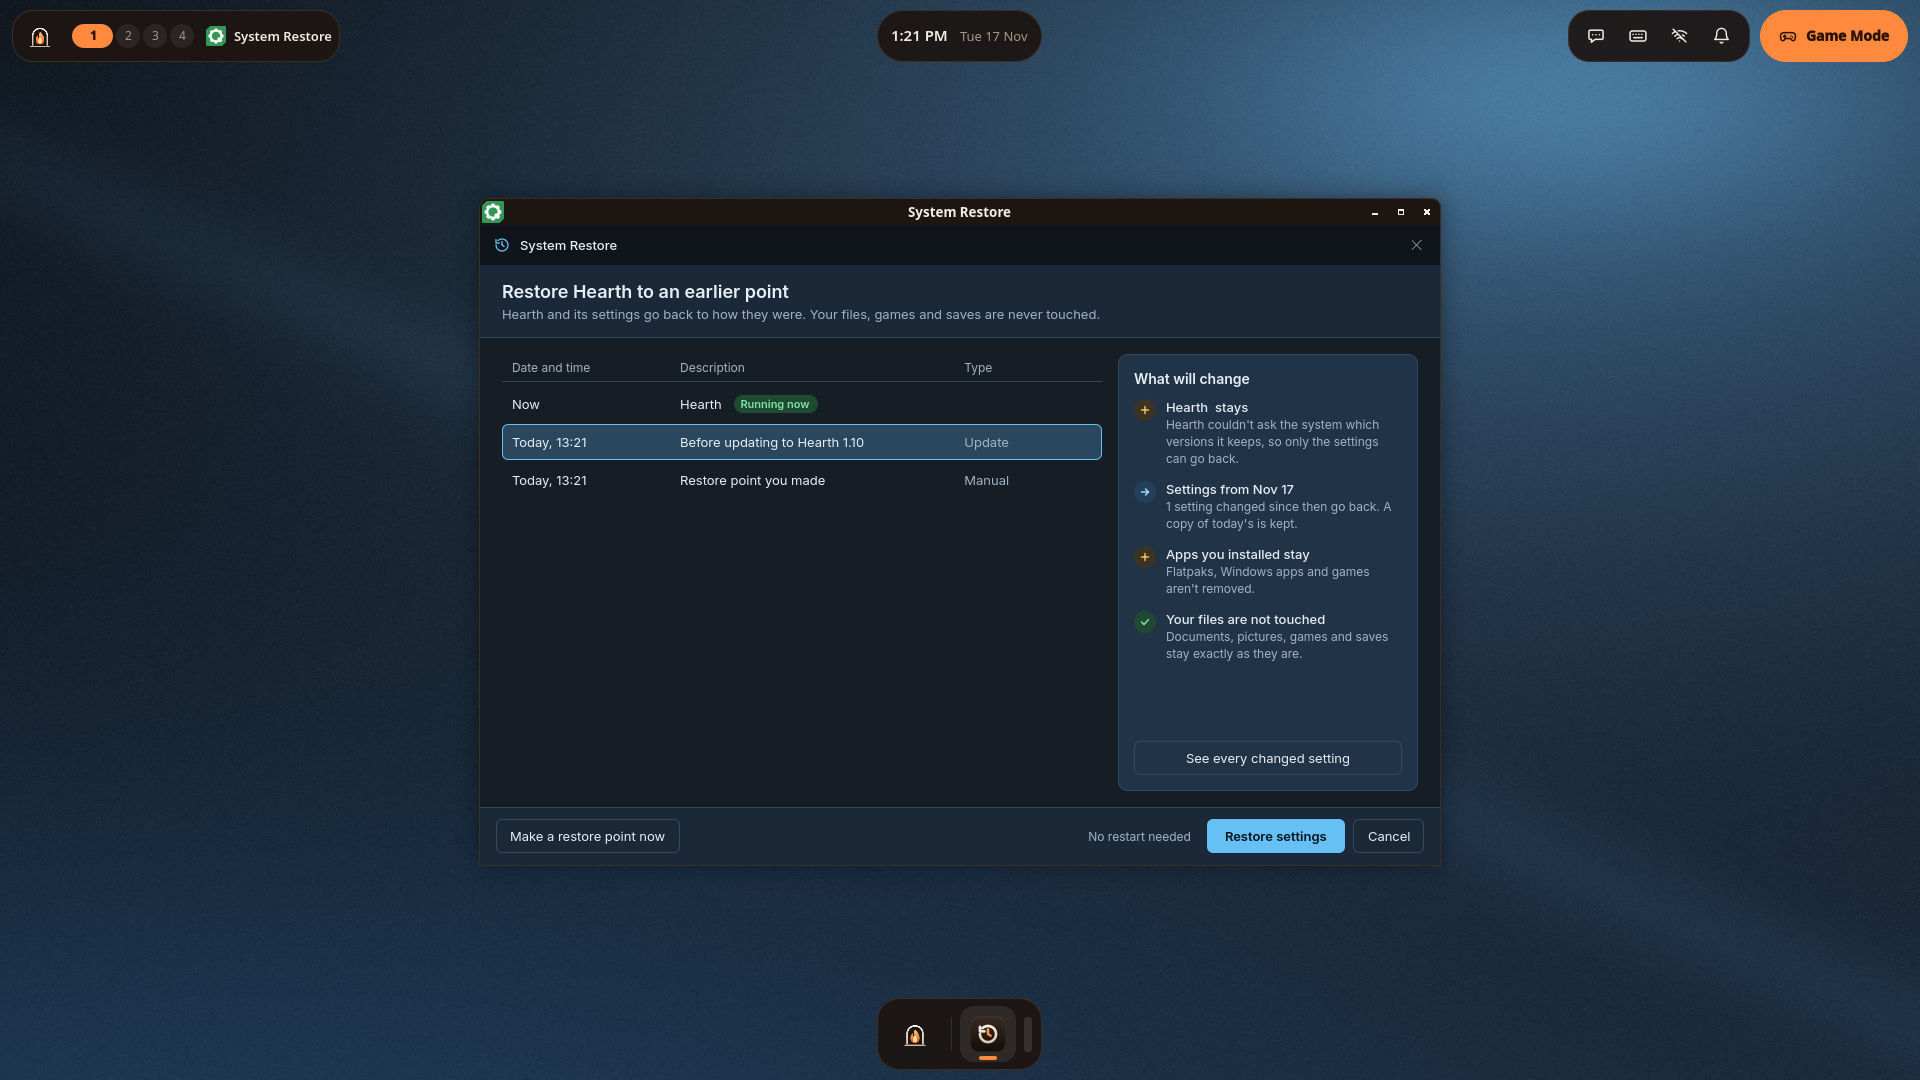 1 2 3 4 System Restore
1:21 PM Tue 17 Nov
Game Mode
System Restore
System Restore
Restore Hearth to an earlier point
Hearth and its settings go back to how they were. Your files, games and saves are never touched.
Date and time Description Type
Now Hearth Running now
Today, 13:21 Before updating to Hearth 1.10 Update
Today, 13:21 Restore point you made Manual
What will change
Hearth stays
Hearth couldn't ask the system which
versions it keeps, so only the settings
can go back.
Settings from Nov 17
1 setting changed since then go back. A
copy of today's is kept.
Apps you installed stay
Flatpaks, Windows apps and games
aren't removed.
Your files are not touched
Documents, pictures, games and saves
stay exactly as they are.
See every changed setting
Make a restore point now
No restart needed
Restore settings
Cancel